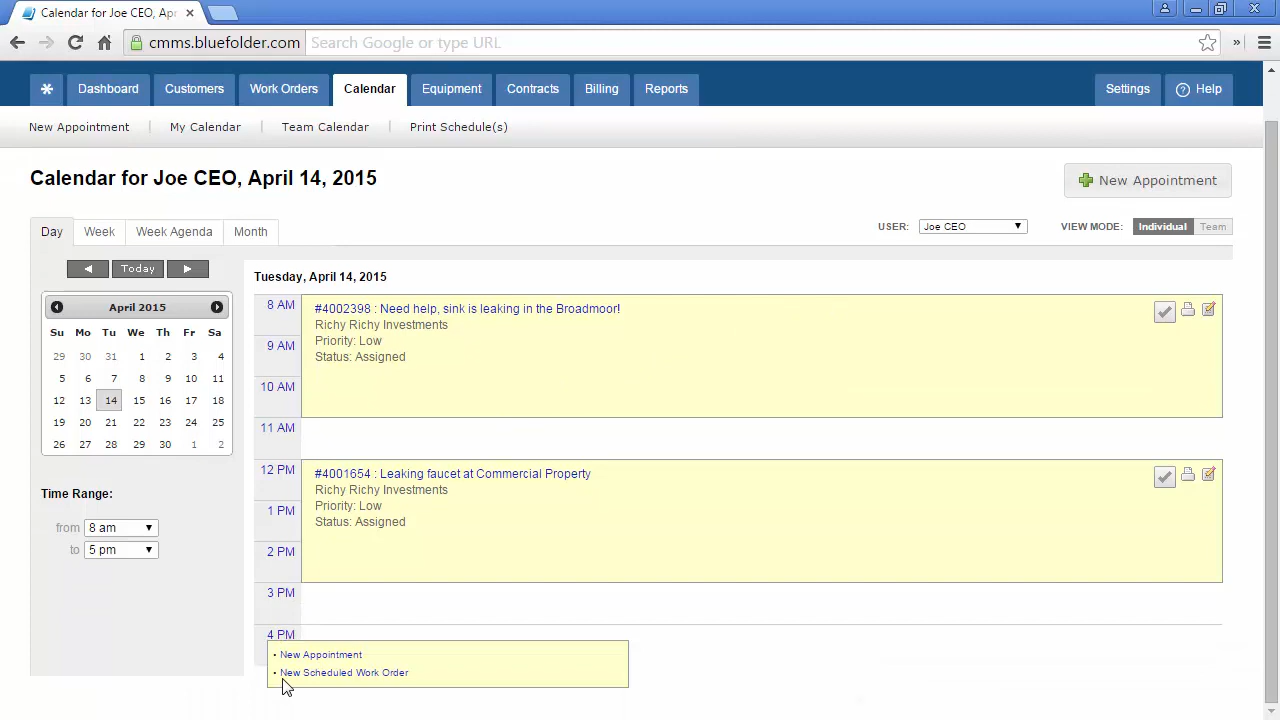 Calendar for Joe CEO, Apr
cmms.bluefolder.com Search Google or type URL
Dashboard Customers Work Orders Calendar Equipment Contracts Billing Reports Settings Help
New Appointment My Calendar Team Calendar Print Schedule(s)
Calendar for Joe CEO, April 14, 2015
New Appointment
Day Week Week Agenda Month
USER: Joe CEO VIEW MODE: Individual Team
Today
April 2015
Su Mo Tu We Th Fr Sa
29 30 31 1 2 3 4
5 6 7 8 9 10 11
12 13 14 15 16 17 18
19 20 21 22 23 24 25
26 27 28 29 30 1 2
Time Range:
from 8 am
to 5 pm
Tuesday, April 14, 2015
8 AM
#4002398 : Need help, sink is leaking in the Broadmoor!
Richy Richy Investments
Priority: Low
Status: Assigned
9 AM
10 AM
11 AM
12 PM
#4001654 : Leaking faucet at Commercial Property
Richy Richy Investments
Priority: Low
Status: Assigned
1 PM
2 PM
3 PM
4 PM
• New Appointment
• New Scheduled Work Order